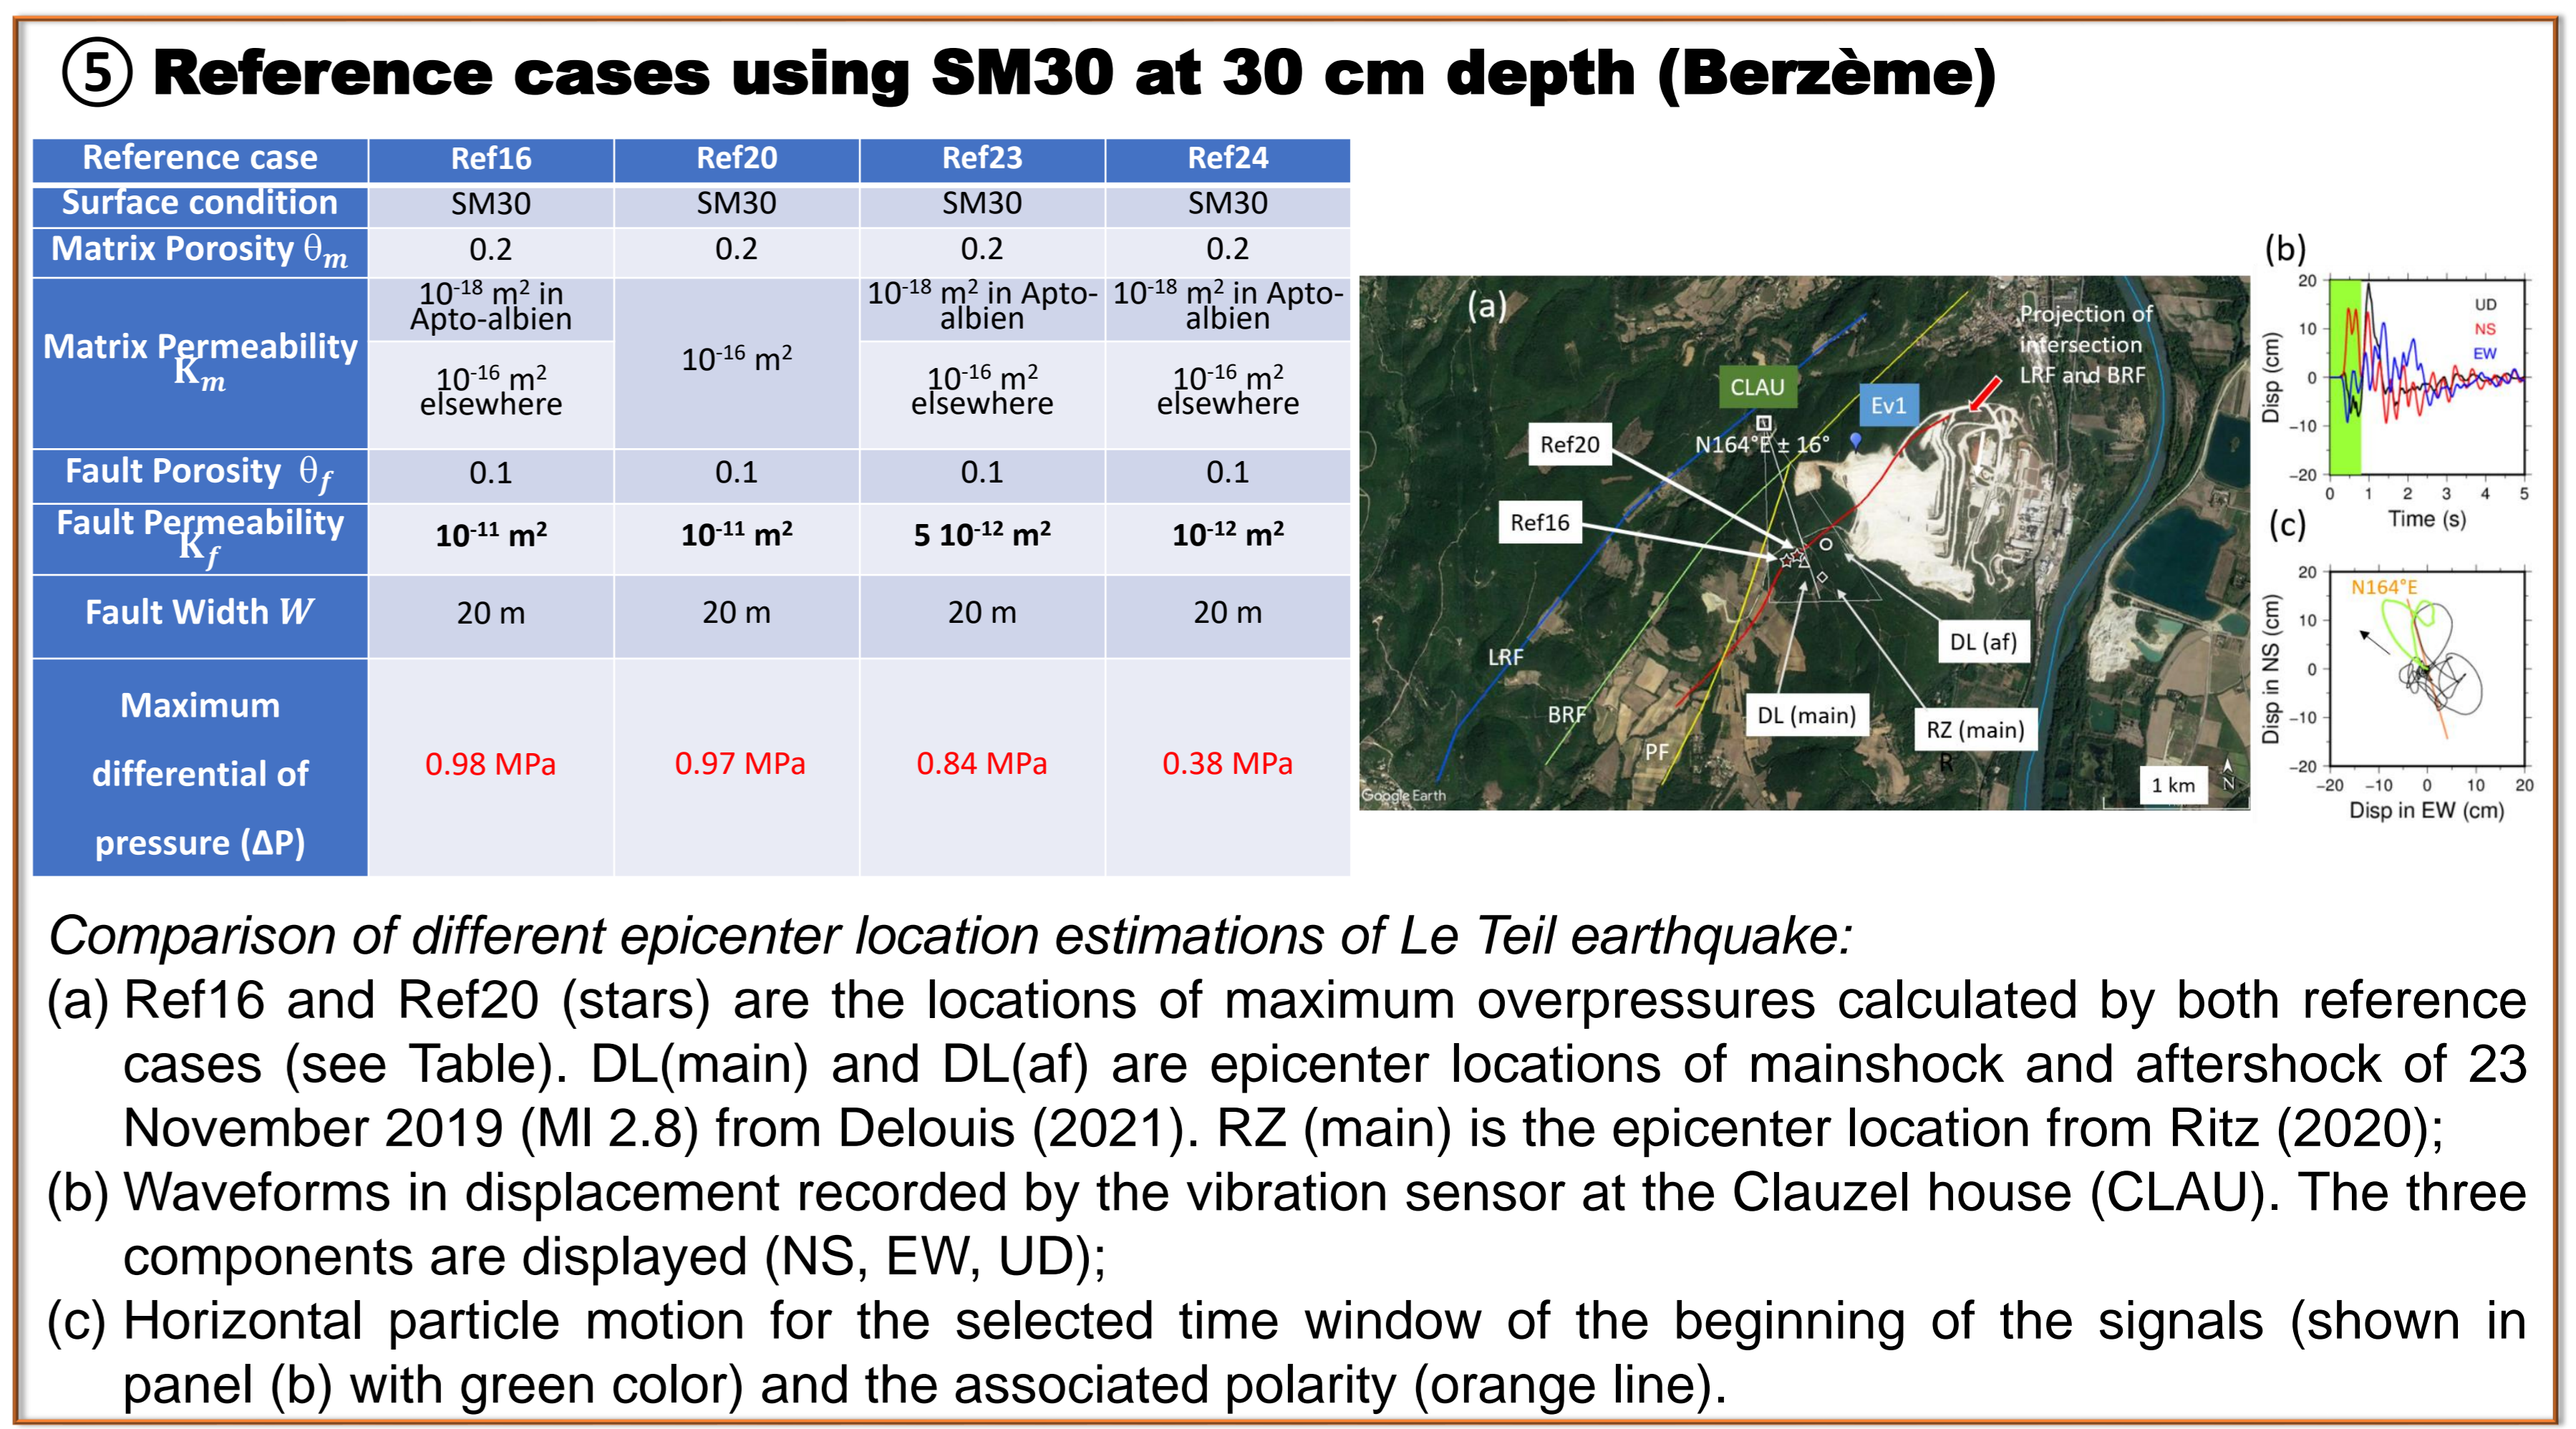 ⑤ Reference cases using SM30 at 30 cm depth (Berzème)
Reference case Ref16 Ref20 Ref23 Ref24
Surface condition SM30 SM30 SM30 SM30
Matrix Porosity θm 0.2 0.2 0.2 0.2
Matrix Permeability Km
10⁻¹⁸ m² in Apto-albien
10⁻¹⁶ m² elsewhere
10⁻¹⁶ m²
10⁻¹⁸ m² in Apto-albien
10⁻¹⁶ m² elsewhere
10⁻¹⁸ m² in Apto-albien
10⁻¹⁶ m² elsewhere
Fault Porosity θf 0.1 0.1 0.1 0.1
Fault Permeability Kf 10⁻¹¹ m² 10⁻¹¹ m² 5 10⁻¹² m² 10⁻¹² m²
Fault Width W 20 m 20 m 20 m 20 m
Maximum differential of pressure (ΔP) 0.98 MPa 0.97 MPa 0.84 MPa 0.38 MPa
(a)
Projection of
intersection
LRF and BRF
CLAU
Ev1
N164°E ± 16°
Ref20
Ref16
DL (af)
LRF
BRF
DL (main)
RZ (main)
R
PF
1 km
N
Google Earth
(b)
Disp (cm)
20
10
0
−10
−20
UD
NS
EW
0 1 2 3 4 5
Time (s)
(c)
Disp in NS (cm)
20
10
0
−10
−20
N164°E
−20 −10 0 10 20
Disp in EW (cm)
Comparison of different epicenter location estimations of Le Teil earthquake:
(a) Ref16 and Ref20 (stars) are the locations of maximum overpressures calculated by both reference
cases (see Table). DL(main) and DL(af) are epicenter locations of mainshock and aftershock of 23
November 2019 (Ml 2.8) from Delouis (2021). RZ (main) is the epicenter location from Ritz (2020);
(b) Waveforms in displacement recorded by the vibration sensor at the Clauzel house (CLAU). The three
components are displayed (NS, EW, UD);
(c) Horizontal particle motion for the selected time window of the beginning of the signals (shown in
panel (b) with green color) and the associated polarity (orange line).